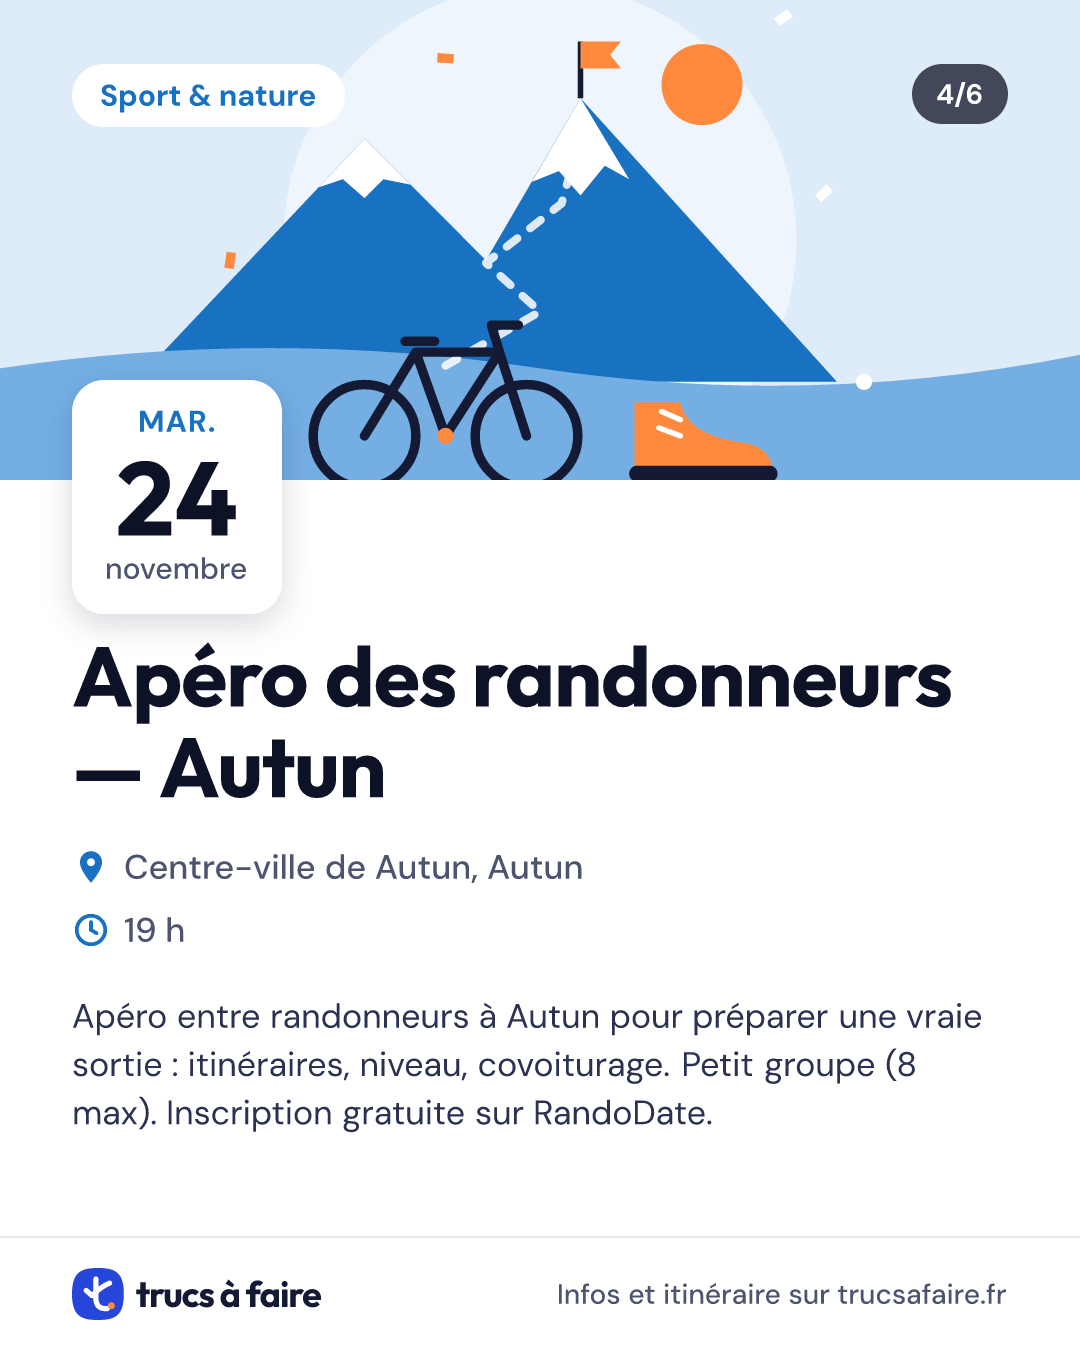 Sport & nature
4/6
MAR.
24
novembre
Apéro des randonneurs
— Autun
Centre-ville de Autun, Autun
19 h
Apéro entre randonneurs à Autun pour préparer une vraie
sortie : itinéraires, niveau, covoiturage. Petit groupe (8
max). Inscription gratuite sur RandoDate.
trucs à faire
Infos et itinéraire sur trucsafaire.fr